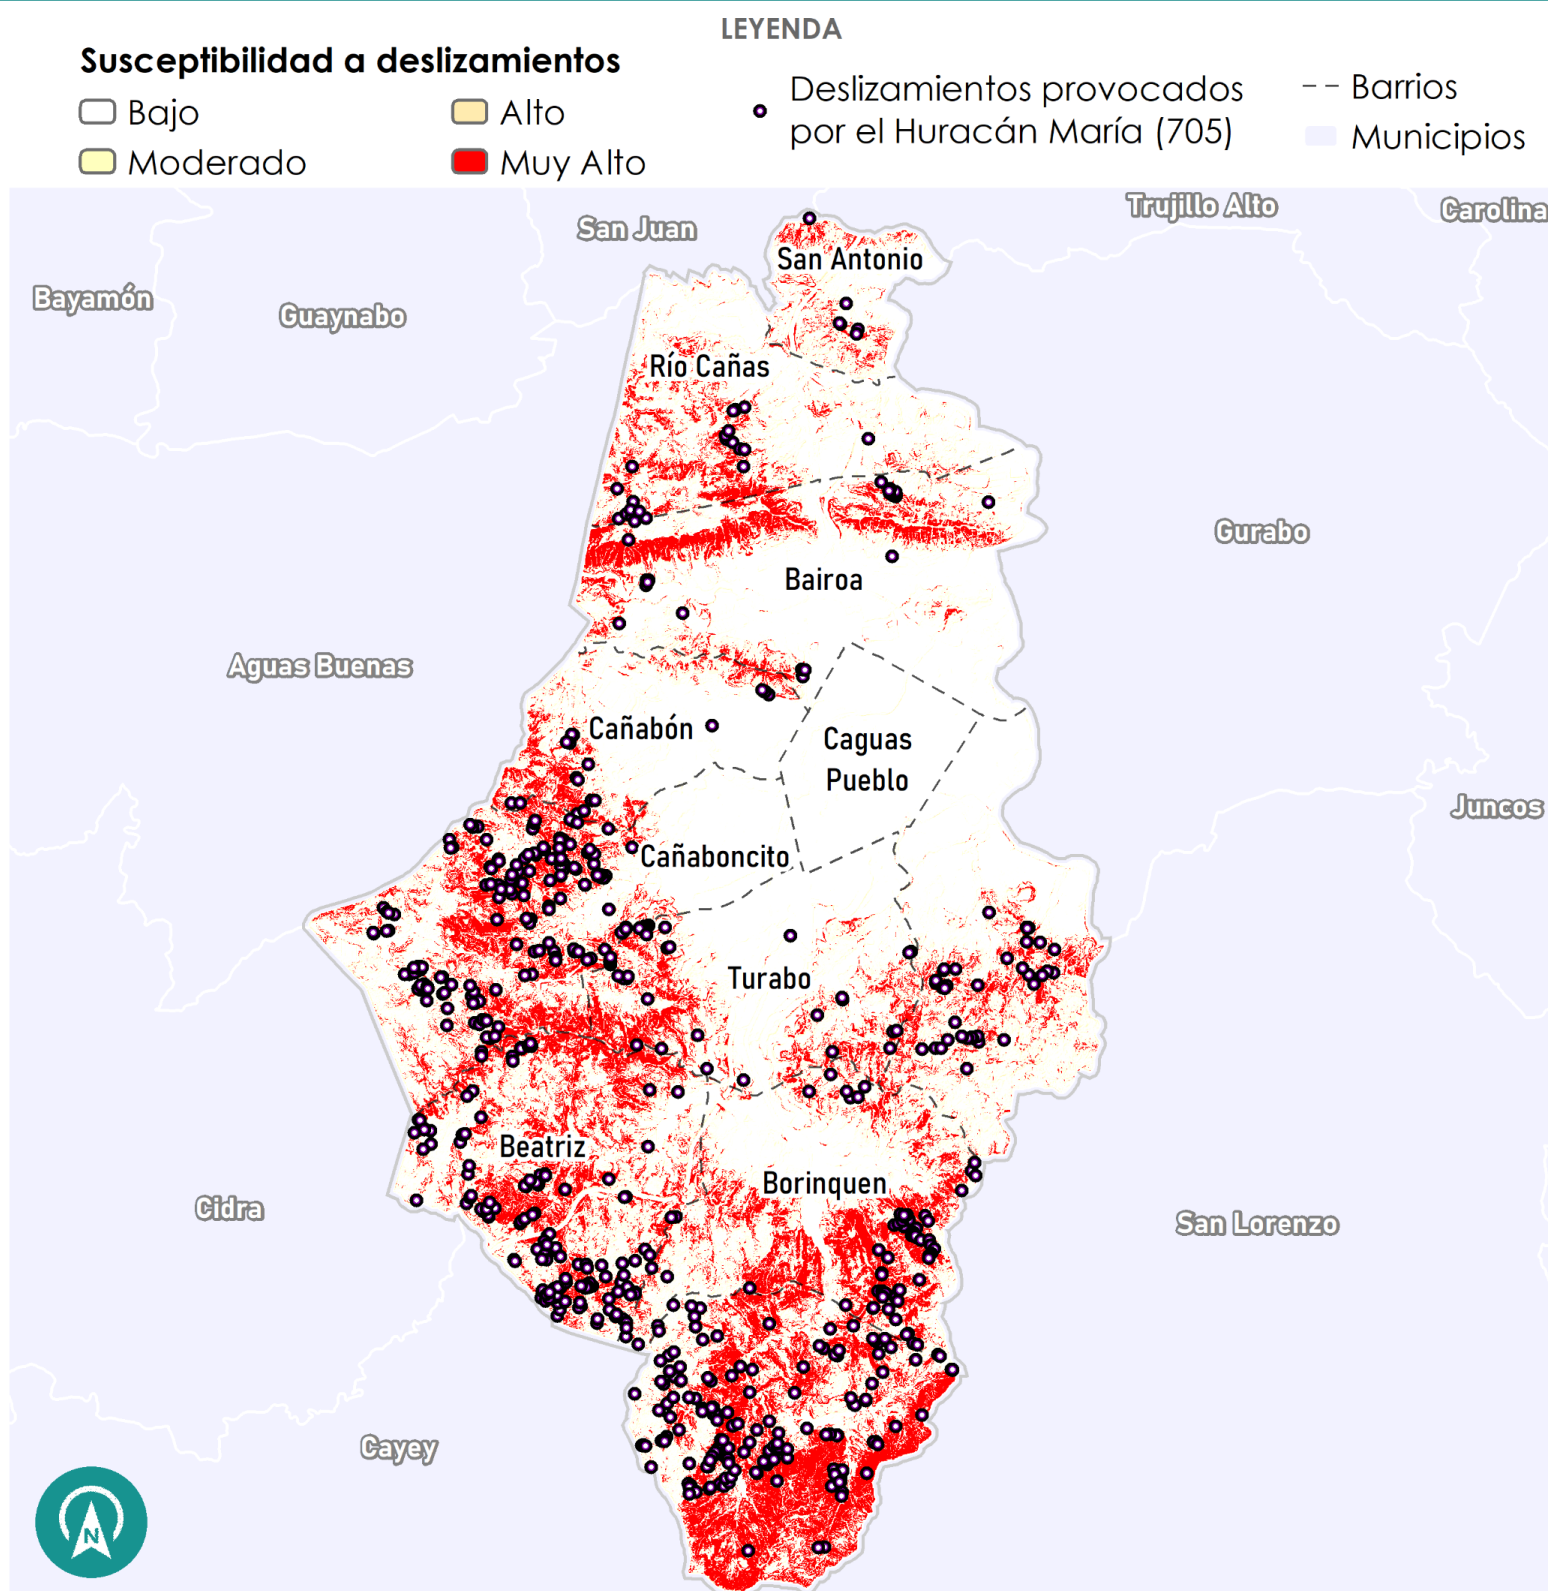 LEYENDA
Susceptibilidad a deslizamientos
Bajo
Alto
Moderado
Muy Alto
Deslizamientos provocados
por el Huracán María (705)
Barrios
Municipios
San Juan
Trujillo Alto
Carolina
San Antonio
Bayamón
Guaynabo
Río Cañas
Gurabo
Bairoa
Aguas Buenas
Cañabón
Caguas
Pueblo
Juncos
Cañaboncito
Turabo
Beatriz
Borinquen
Cidra
San Lorenzo
Cayey
N